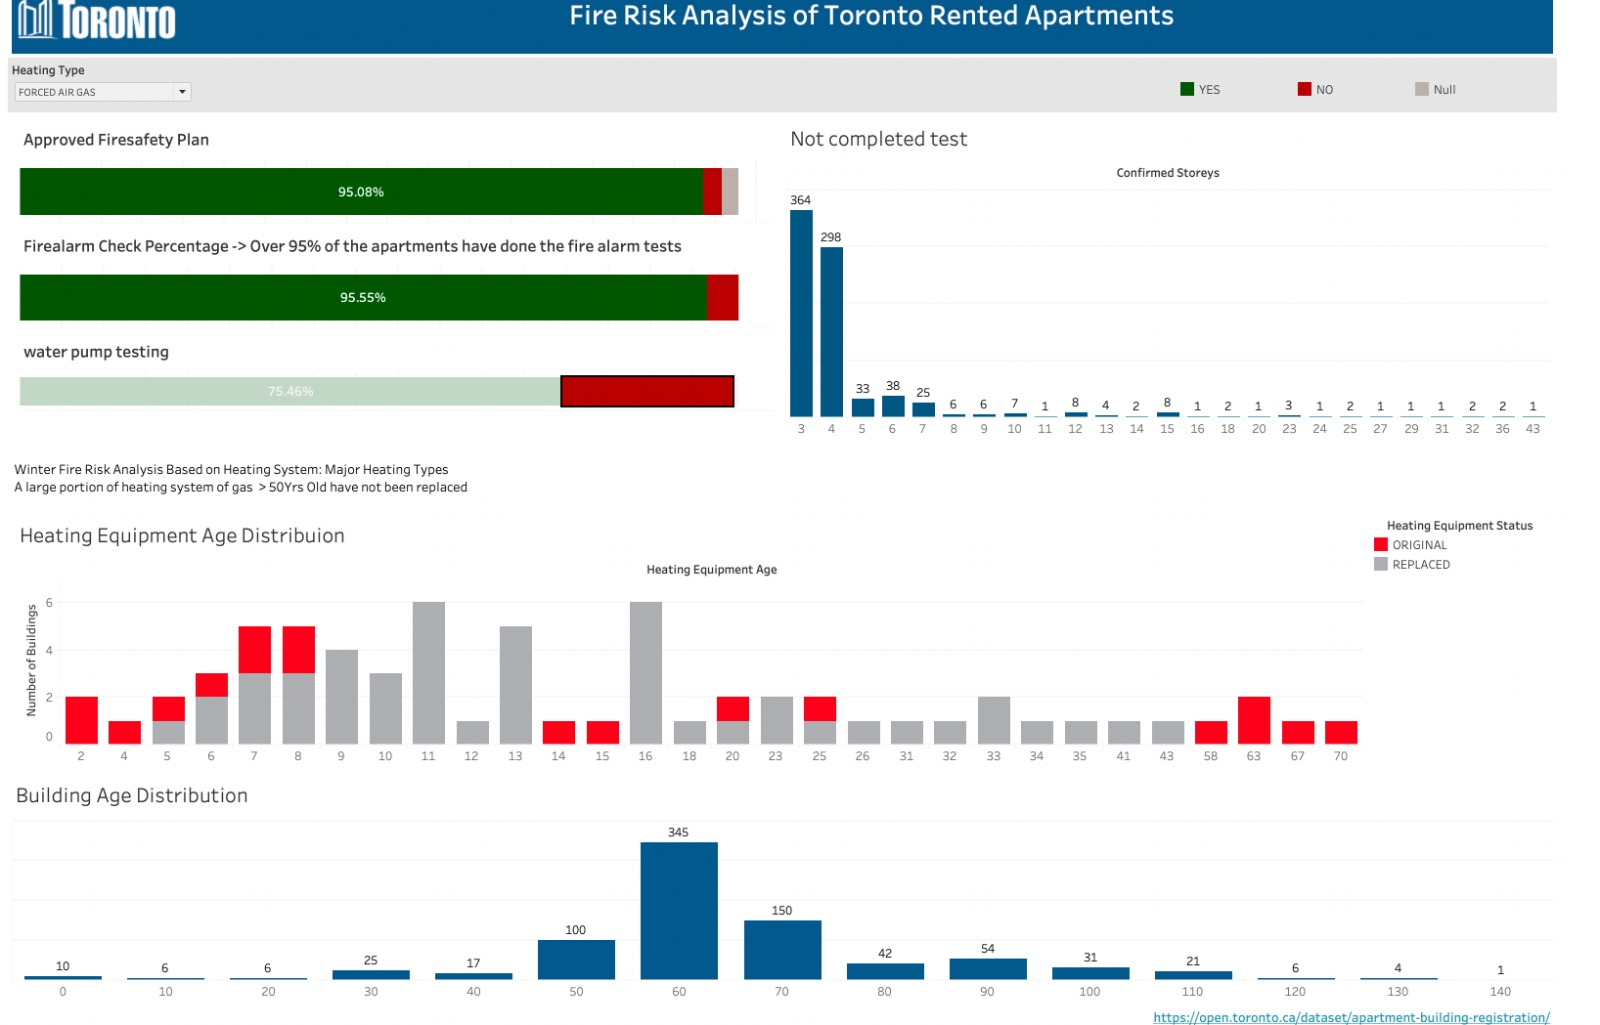 TORONTO
Fire Risk Analysis of Toronto Rented Apartments
Heating Type
FORCED AIR GAS
YES NO Null
Approved Firesafety Plan
95.08%
Firealarm Check Percentage -> Over 95% of the apartments have done the fire alarm tests
95.55%
water pump testing
75.46%
Not completed test
Confirmed Storeys
364 298 33 38 25 6 6 7 1 8 4 2 8 1 2 1 3 1 2 1 1 1 2 2 1
3 4 5 6 7 8 9 10 11 12 13 14 15 16 18 20 23 24 25 27 29 31 32 36 43
Winter Fire Risk Analysis Based on Heating System: Major Heating Types
A large portion of heating system of gas > 50Yrs Old have not been replaced
Heating Equipment Age Distribuion
Heating Equipment Status
ORIGINAL
REPLACED
Heating Equipment Age
Number of Buildings
6
4
2
0
2 4 5 6 7 8 9 10 11 12 13 14 15 16 18 20 23 25 26 31 32 33 34 35 41 43 58 63 67 70
Building Age Distribution
10 6 6 25 17 100 345 150 42 54 31 21 6 4 1
0 10 20 30 40 50 60 70 80 90 100 110 120 130 140
https://open.toronto.ca/dataset/apartment-building-registration/